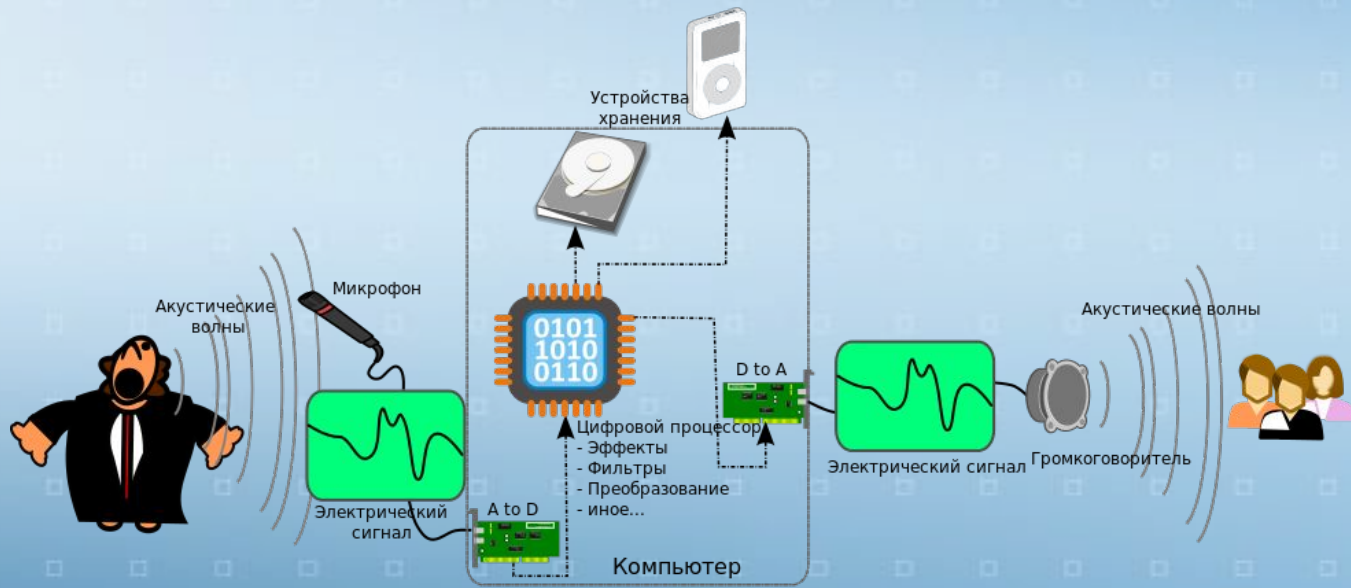 Устройства
хранения
Микрофон
Акустические
волны
Акустические волны
0101
1010
0110
D to A
Цифровой процессор
- Эффекты
- Фильтры
- Преобразование
- иное...
Электрический сигнал
Громкоговоритель
Электрический
сигнал
A to D
Компьютер